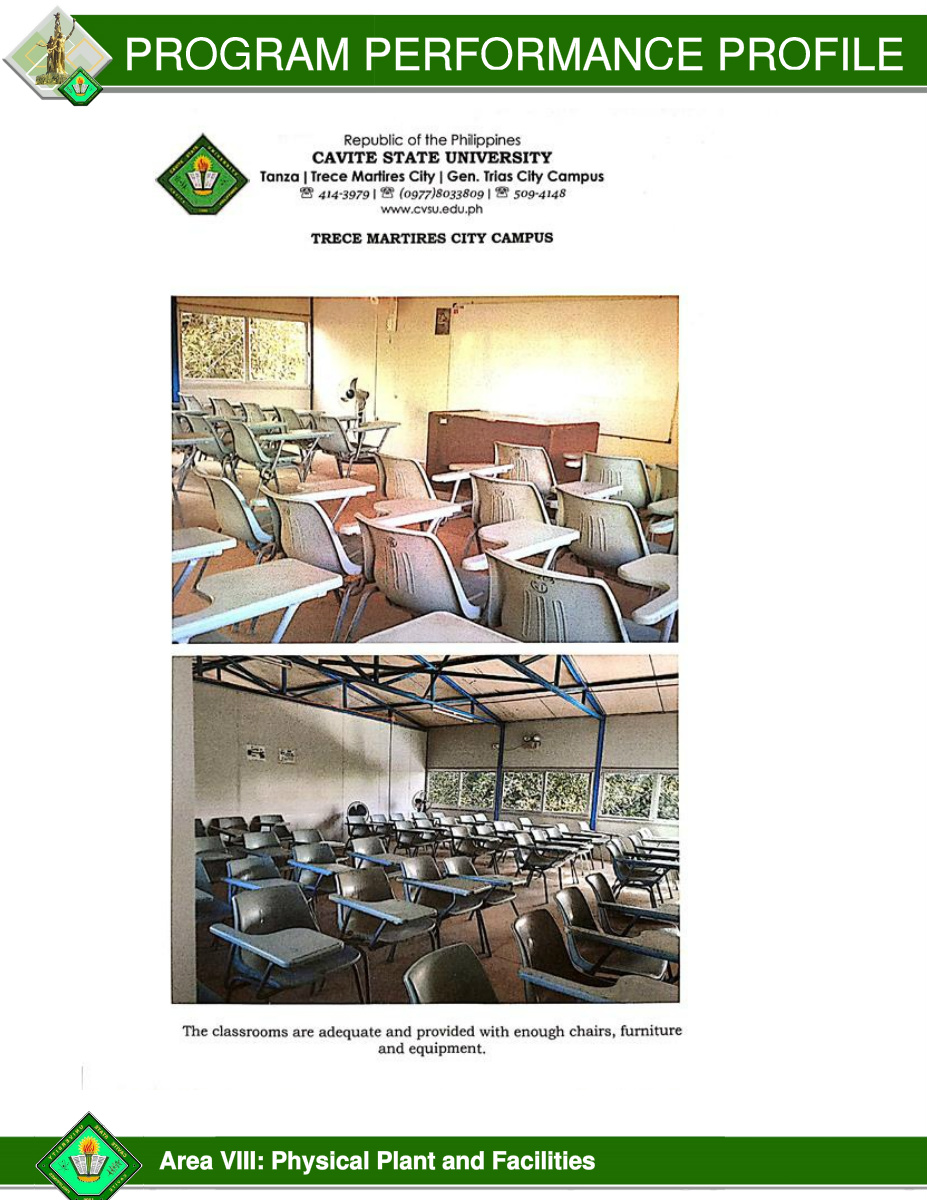 PROGRAM PERFORMANCE PROFILE
Republic of the Philippines
CAVITE STATE UNIVERSITY
Tanza | Trece Martires City | Gen. Trias City Campus
☏ 414-3979 | ☏ (0977)8033809 | ☏ 509-4148
www.cvsu.edu.ph
TRECE MARTIRES CITY CAMPUS
The classrooms are adequate and provided with enough chairs, furniture
and equipment.
Area VIII: Physical Plant and Facilities